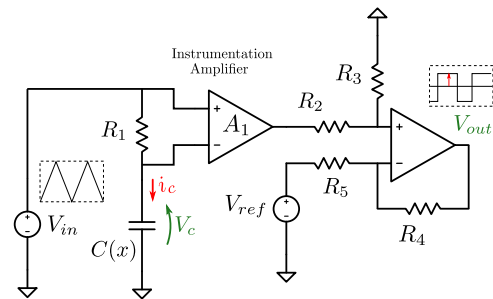 Instrumentation
Amplifier
R3
R1
+
A1
-
R2
+
-
Vout
ic
R5
Vin
+
-
C(x)
Vc
Vref
+
-
R4